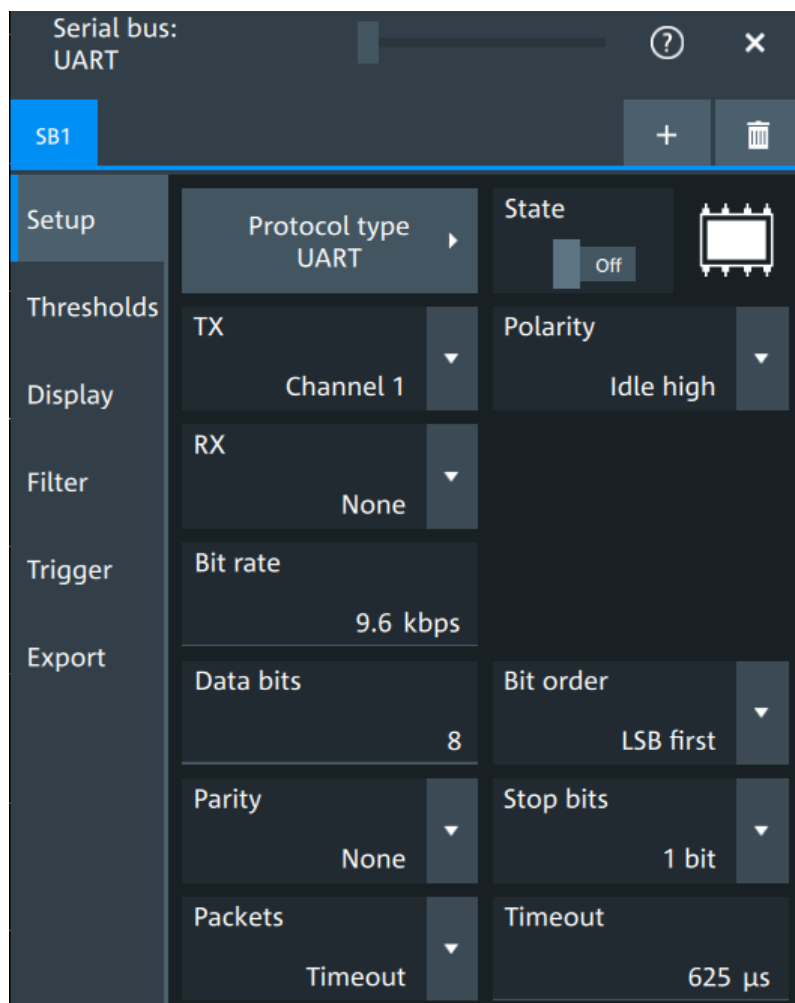 Serial bus:
UART
?
SB1
+
Setup
Thresholds
Display
Filter
Trigger
Export
Protocol type
UART
State
Off
TX
Channel 1
Polarity
Idle high
RX
None
Bit rate
9.6 kbps
Data bits
8
Bit order
LSB first
Parity
None
Stop bits
1 bit
Packets
Timeout
Timeout
625 µs